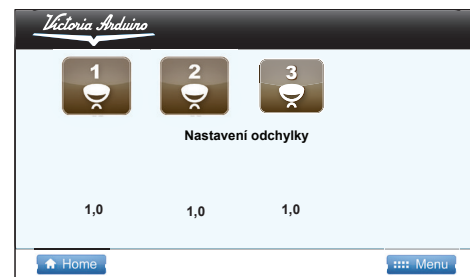 Victoria Arduino
1 2 3
Nastavení odchylky
1,0 1,0 1,0
Home Menu